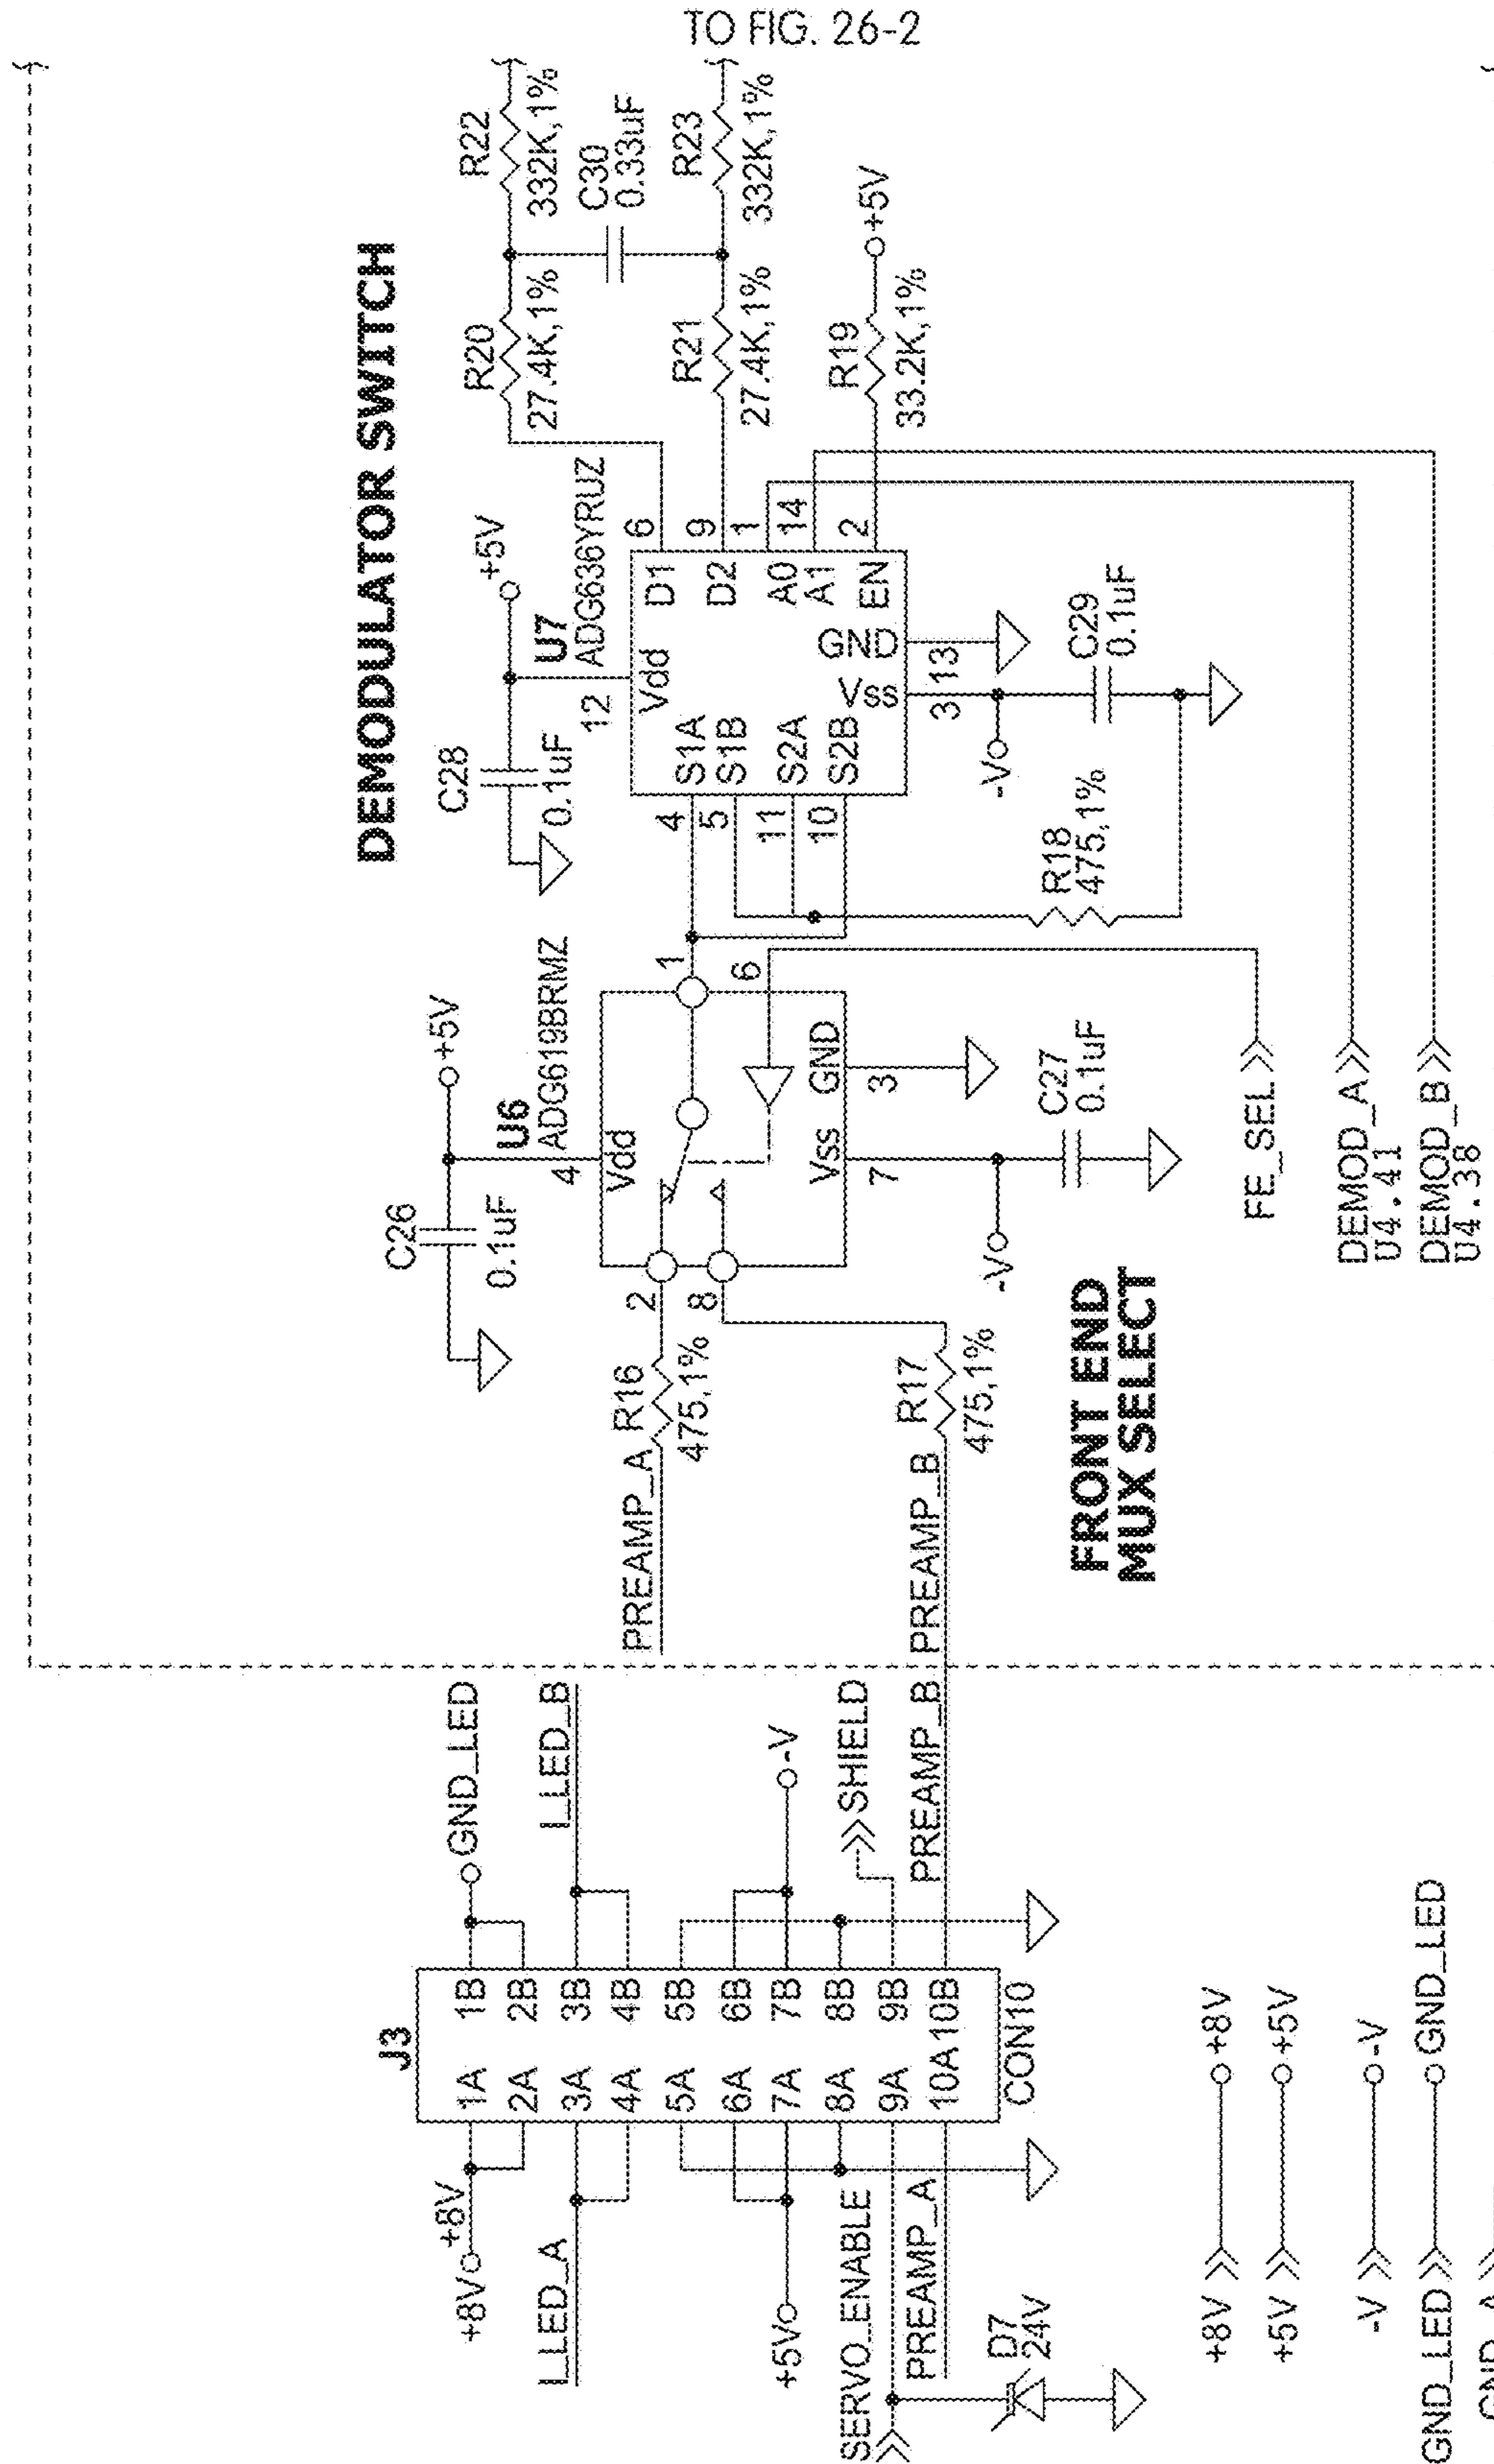 TO FIG. 26-2
DEMODULATOR SWITCH
R22
332K,1%
C30
0.33uF
R23
332K,1%
+5V
R20
27.4K,1%
R21
27.4K,1%
R19
33.2K,1%
C28
0.1uF
+5V
U7
ADG636YRUZ
12
Vdd
6
D1
9
D2
1
A0
14
A1
2
EN
GND
13
Vss
3
4
S1A
5
S1B
11
S2A
10
S2B
-V
C29
0.1uF
R18
475,1%
C26
0.1uF
+5V
U6
ADG619BRMZ
4
Vdd
1
6
2
8
Vss
7
GND
3
-V
C27
0.1uF
PREAMP_A
R16
475,1%
PREAMP_B
R17
475,1%
FRONT END
MUX SELECT
FE_SEL
DEMOD_A
U4.41
DEMOD_B
U4.38
J3
1A 1B
2A 2B
3A 3B
4A 4B
5A 5B
6A 6B
7A 7B
8A 8B
9A 9B
10A 10B
CON10
+8V
+8V
I_LED_A
+5V
SERVO_ENABLE
PREAMP_A
D7
24V
GND_LED
I_LED_B
-V
SHIELD
PREAMP_B
+8V +8V
+5V +5V
-V -V
GND_LED GND_LED